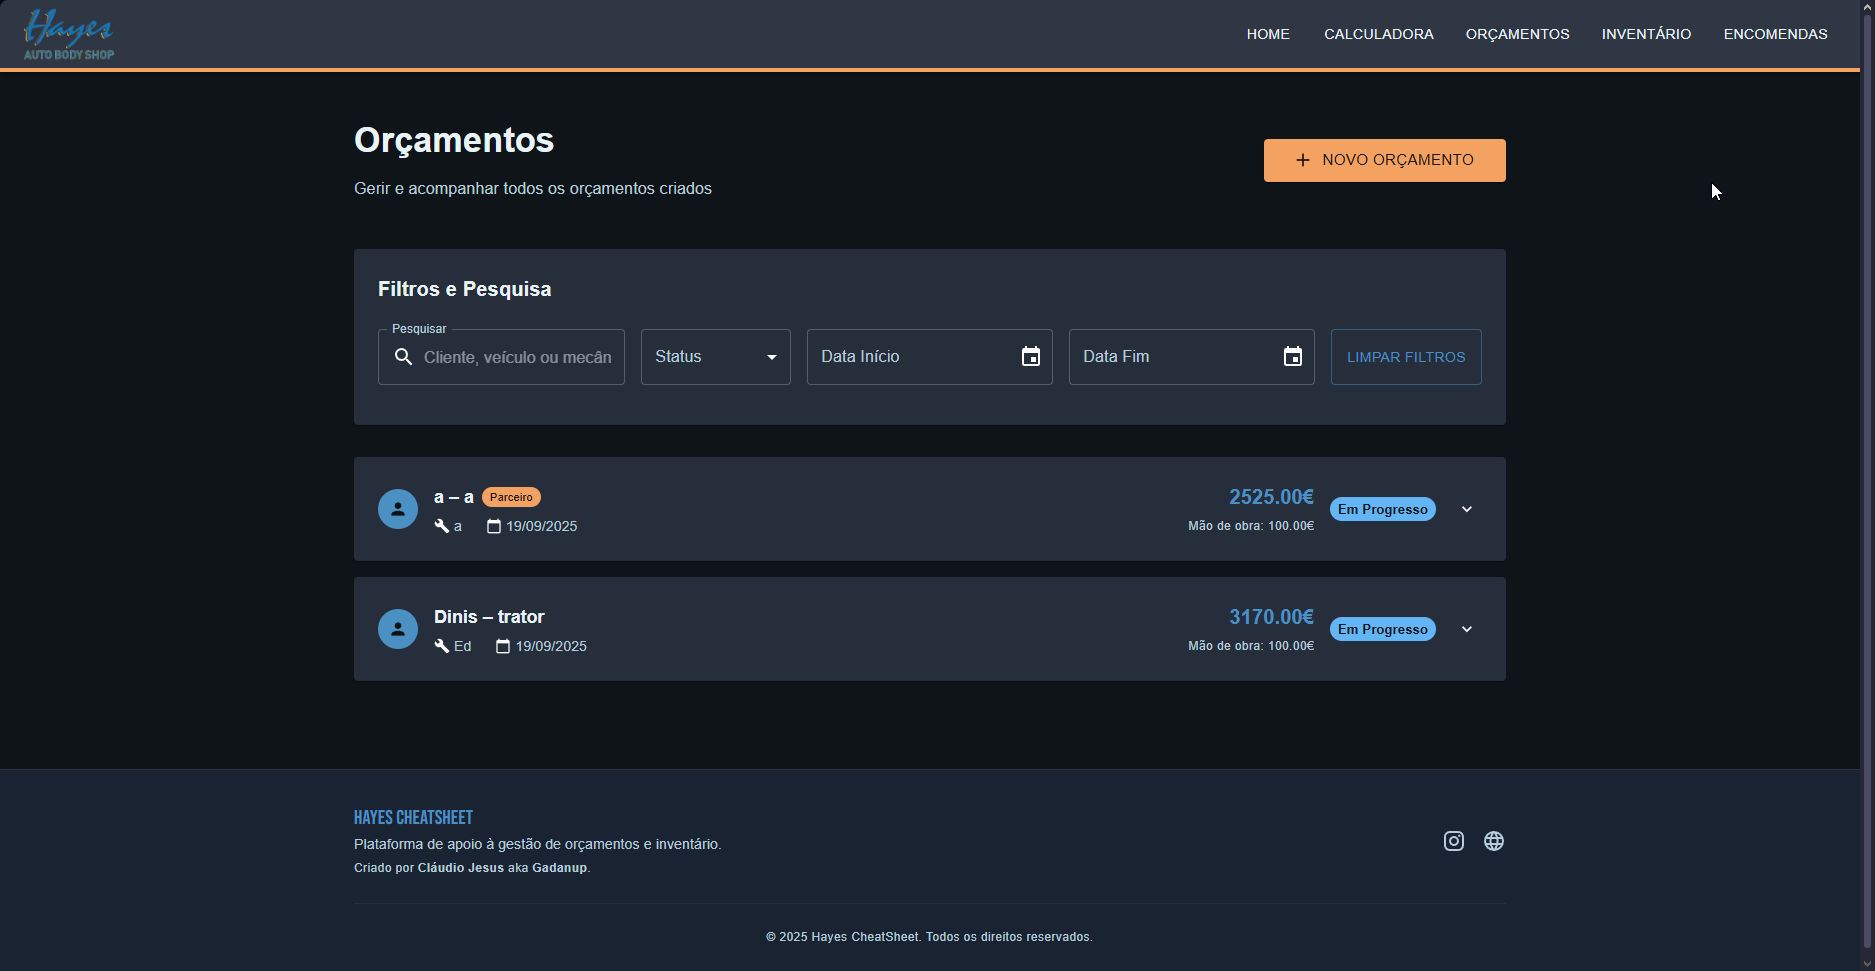 Hayes
AUTO BODY SHOP
HOME CALCULADORA ORÇAMENTOS INVENTÁRIO ENCOMENDAS
Orçamentos
Gerir e acompanhar todos os orçamentos criados
NOVO ORÇAMENTO
Filtros e Pesquisa
Pesquisar
Cliente, veículo ou mecân
Status
Data Início
Data Fim
LIMPAR FILTROS
a – a Parceiro
a 19/09/2025
2525.00€
Mão de obra: 100.00€
Em Progresso
Dinis – trator
Ed 19/09/2025
3170.00€
Mão de obra: 100.00€
Em Progresso
HAYES CHEATSHEET
Plataforma de apoio à gestão de orçamentos e inventário.
Criado por Cláudio Jesus aka Gadanup.
© 2025 Hayes CheatSheet. Todos os direitos reservados.